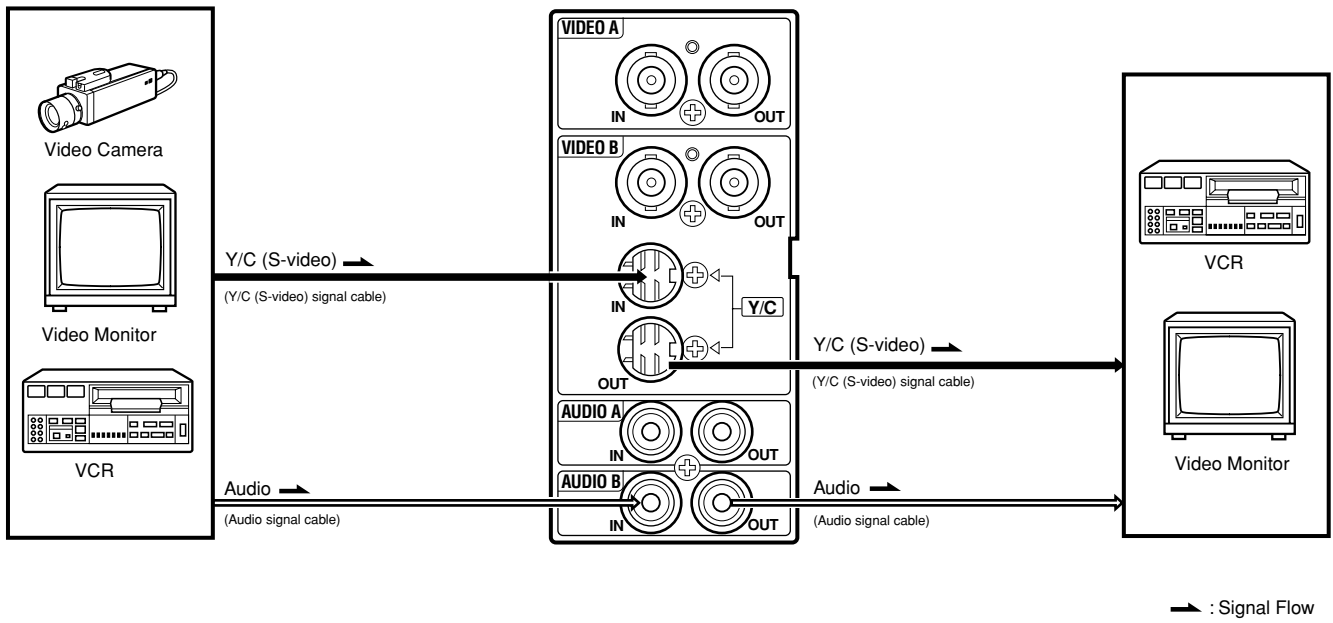 VIDEO A
IN
OUT
Video Camera
VIDEO B
IN
OUT
Y/C (S-video)
(Y/C (S-video) signal cable)
IN
Y/C
VCR
Video Monitor
OUT
Y/C (S-video)
(Y/C (S-video) signal cable)
AUDIO A
IN
OUT
VCR
Video Monitor
AUDIO B
Audio
(Audio signal cable)
IN
OUT
Audio
(Audio signal cable)
: Signal Flow